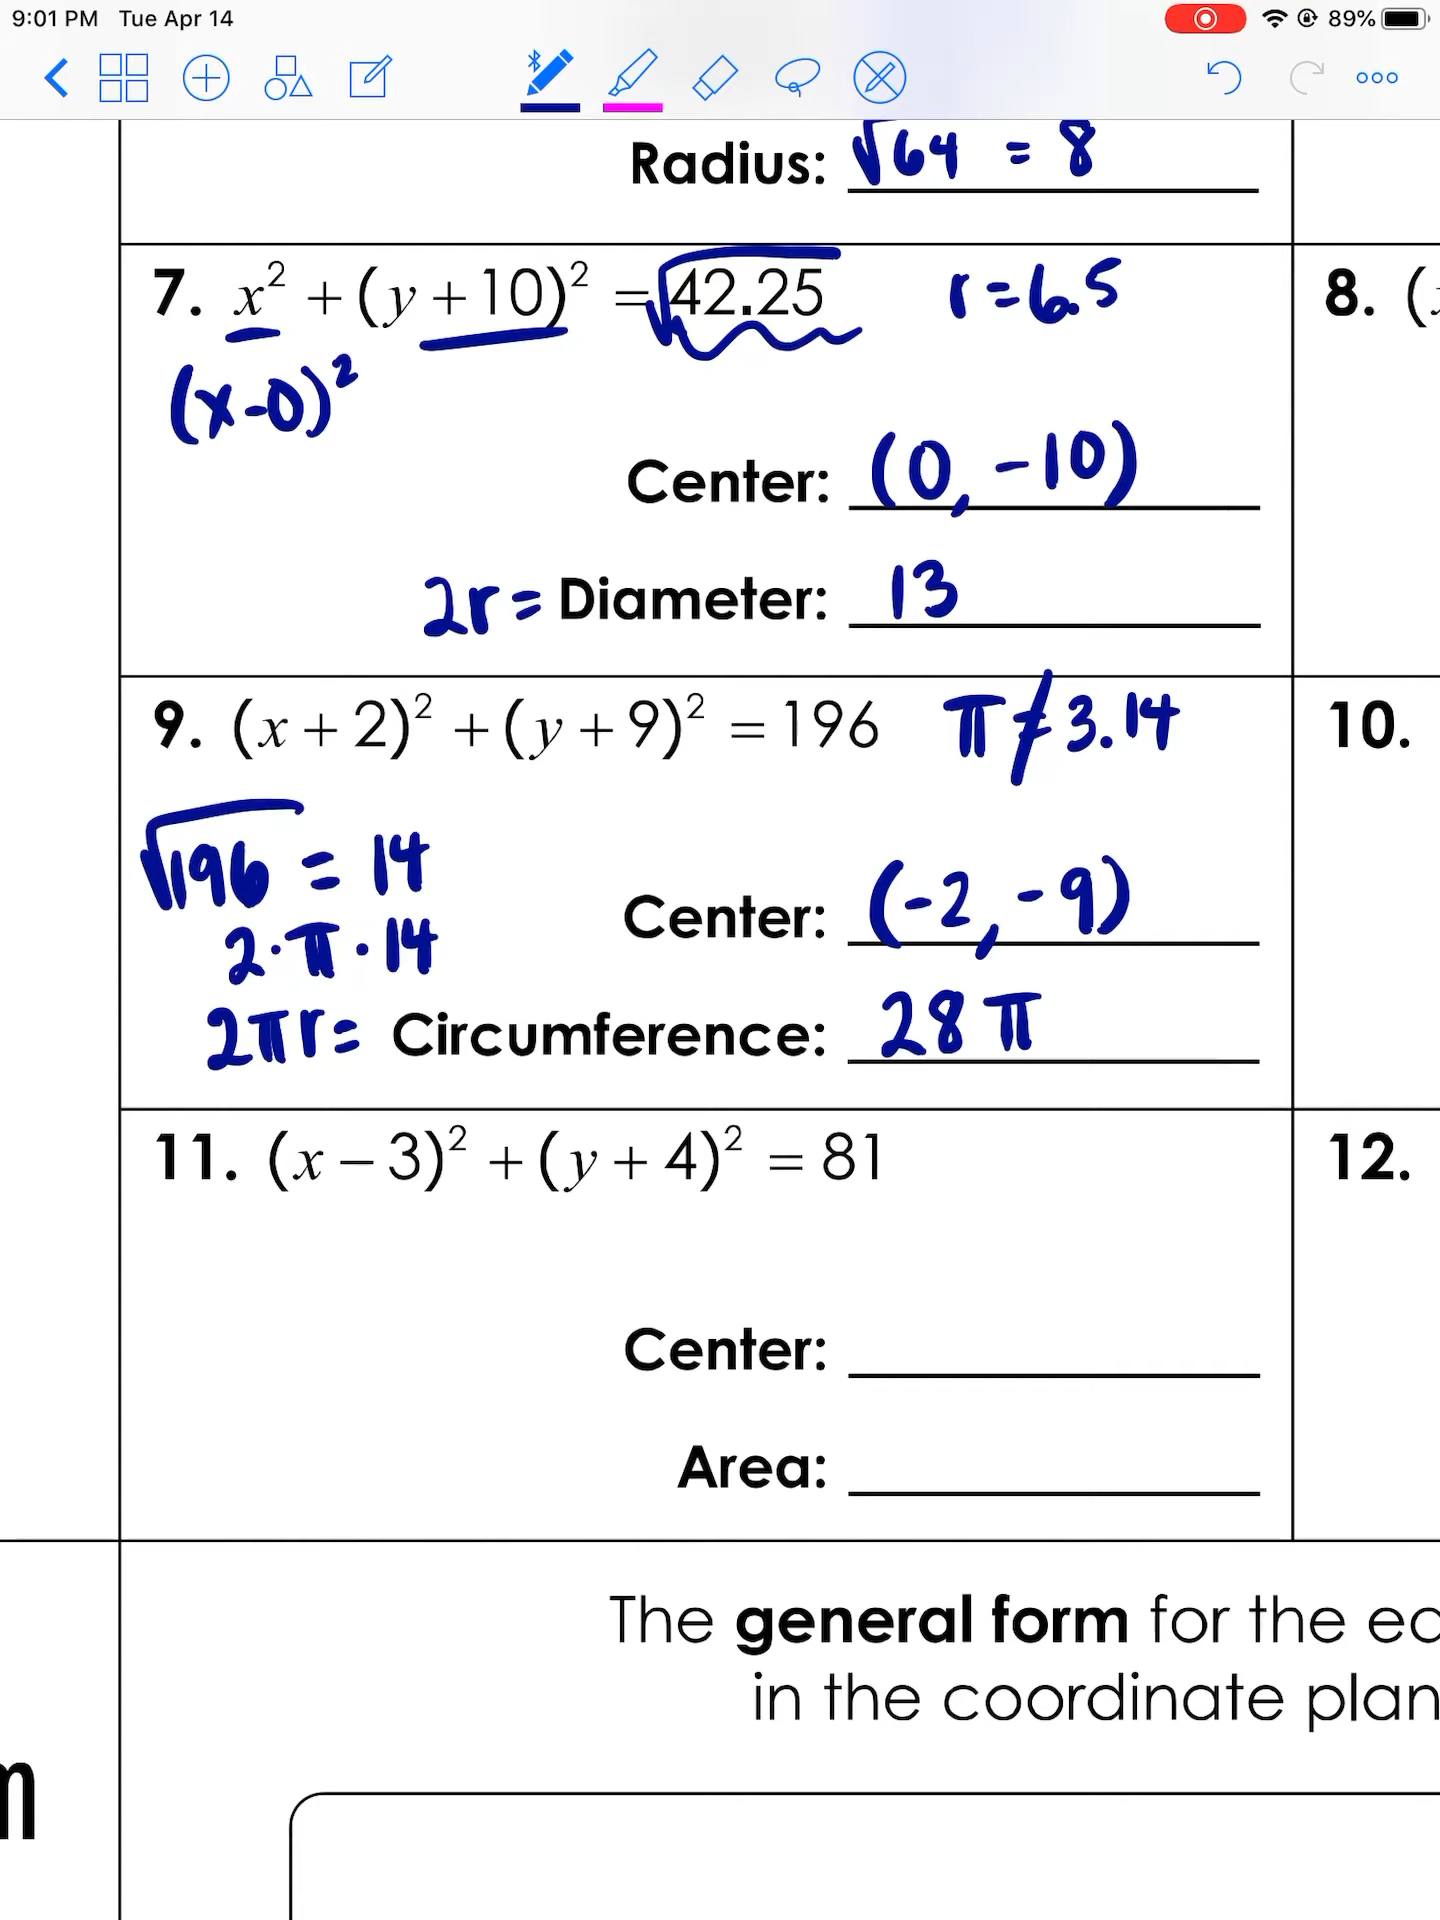 9:01 PM Tue Apr 14 89%
Radius: √64 = 8
7. x² + (y + 10)² = √42.25 r = 6.5
8. (
(x-0)²
Center: (0, -10)
2r = Diameter: 13
9. (x + 2)² + (y + 9)² = 196 π ≠ 3.14
10.
√196 = 14
2·π·14
Center: (-2, -9)
2πr = Circumference: 28π
11. (x − 3)² + (y + 4)² = 81
12.
Center:
Area:
The general form for the eq
in the coordinate plan
m